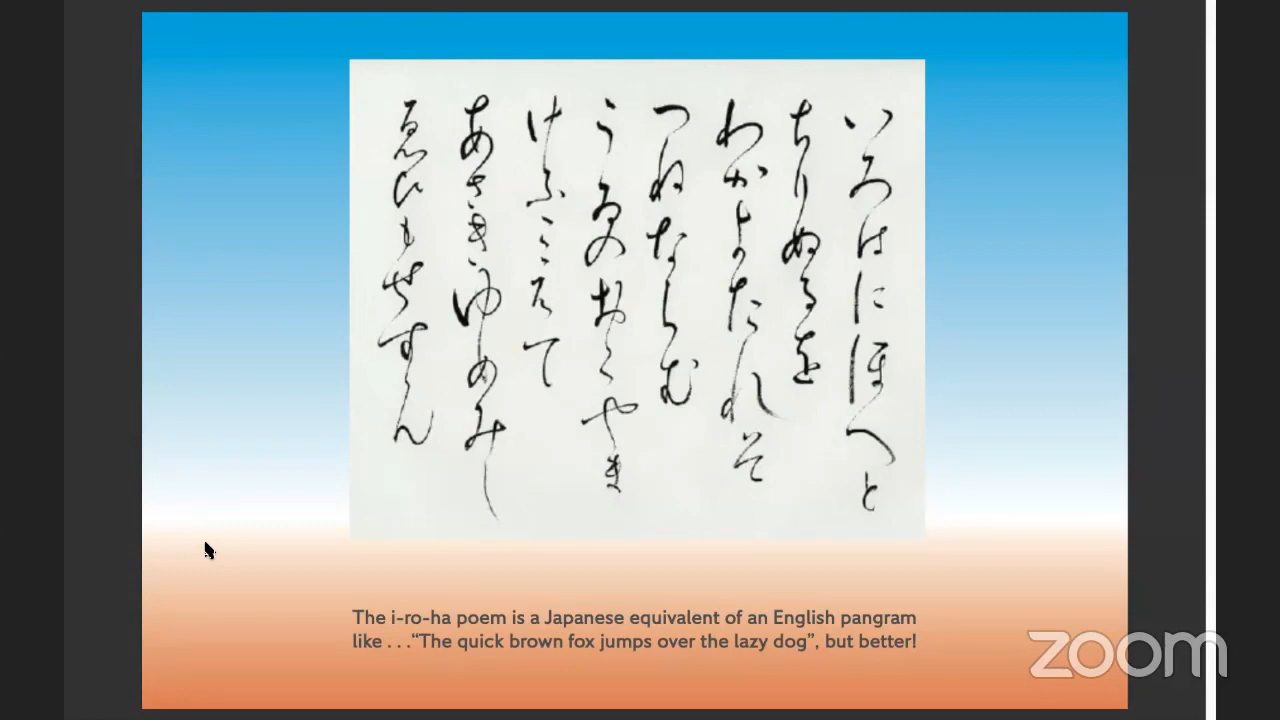 いろはにほへと
ちりぬるを
わかよたれそ
つねならむ
うゐのおくやま
けふこえて
あさきゆめみし
ゑひもせすん
The i-ro-ha poem is a Japanese equivalent of an English pangram
like . . . “The quick brown fox jumps over the lazy dog”, but better!
zoom